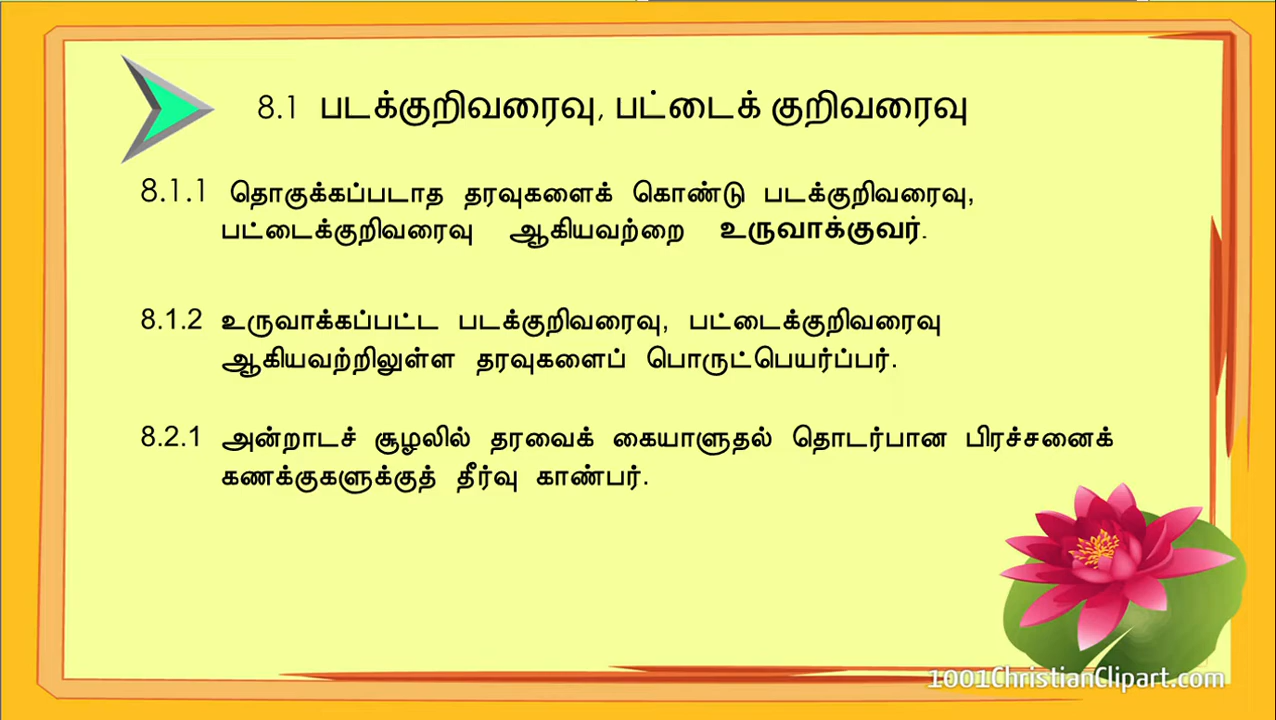 8.1 படக்குறிவரைவு, பட்டைக் குறிவரைவு
8.1.1 தொகுக்கப்படாத தரவுகளைக் கொண்டு படக்குறிவரைவு,
பட்டைக்குறிவரைவு ஆகியவற்றை உருவாக்குவர்.
8.1.2 உருவாக்கப்பட்ட படக்குறிவரைவு, பட்டைக்குறிவரைவு
ஆகியவற்றிலுள்ள தரவுகளைப் பொருட்பெயர்ப்பர்.
8.2.1 அன்றாடச் சூழலில் தரவைக் கையாளுதல் தொடர்பான பிரச்சனைக்
கணக்குகளுக்குத் தீர்வு காண்பர்.
1001ChristianClipart.com